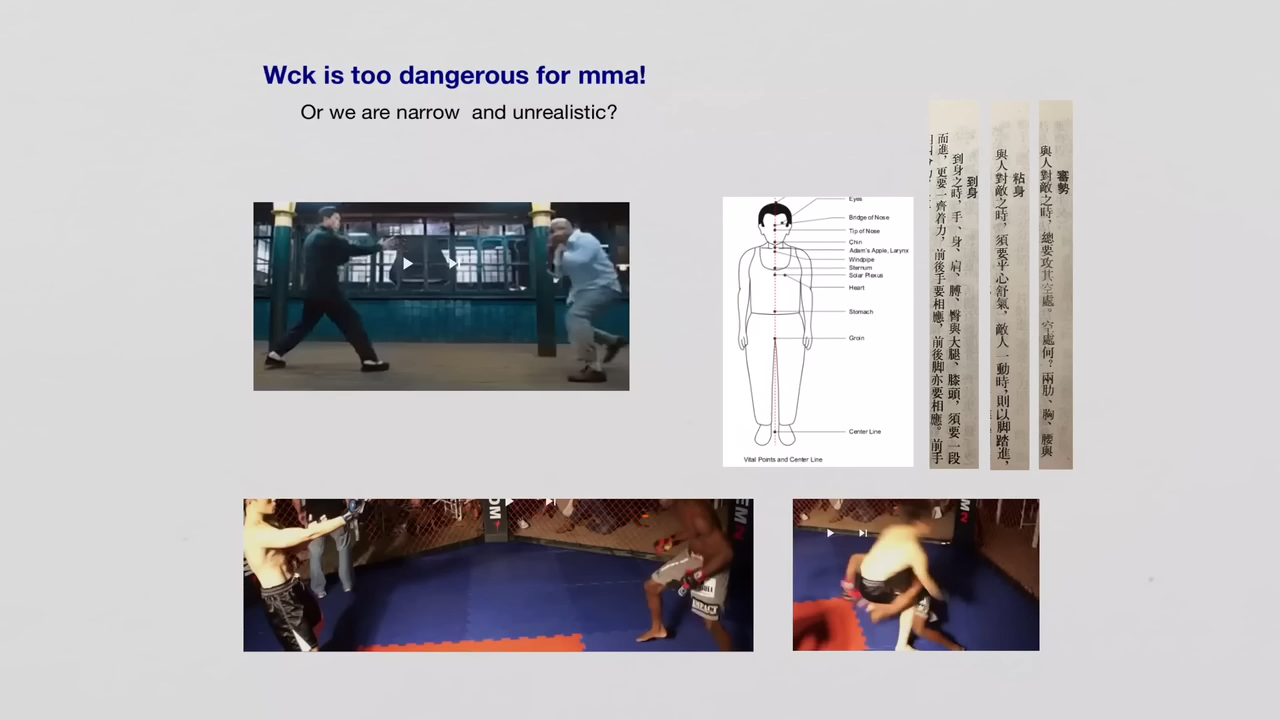 Wck is too dangerous for mma!
Or we are narrow and unrealistic?
Eyes
Bridge of Nose
Tip of Nose
Chin
Adam's Apple, Larynx
Windpipe
Sternum
Solar Plexus
Heart
Stomach
Groin
Center Line
Vital Points and Center Line
審勢
與人對敵之時，總要攻其空處。空處何？兩肋、胸、腰與
粘身
與人對敵之時，須要平心舒氣，敵人一動時，則以脚踏進，
到身
到身之時，手、身、肩、膊、臀與大腿、膝頭，須要一段
而進，更要一齊着力，前後手要相應，前後脚亦要相應。前手
OM
EM
IMPACT